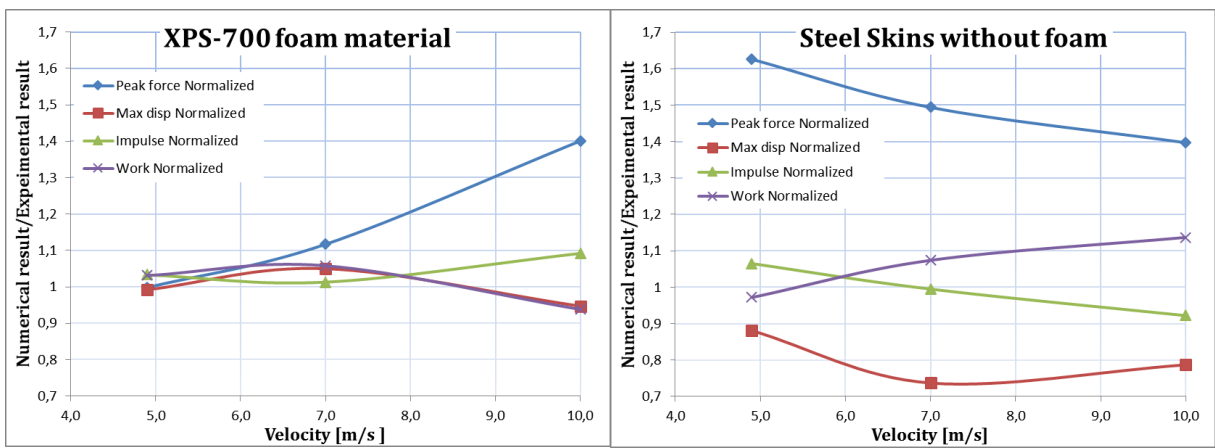 XPS-700 foam material
Numerical result/Expeimental result
1,7
1,6
1,5
1,4
1,3
1,2
1,1
1
0,9
0,8
0,7
Peak force Normalized
Max disp Normalized
Impulse Normalized
Work Normalized
4,0 5,0 6,0 7,0 8,0 9,0 10,0
Velocity [m/s ]
Steel Skins without foam
Numerical result/Expeimental result
1,7
1,6
1,5
1,4
1,3
1,2
1,1
1
0,9
0,8
0,7
Peak force Normalized
Max disp Normalized
Impulse Normalized
Work Normalized
4,0 5,0 6,0 7,0 8,0 9,0 10,0
Velocity [m/s]